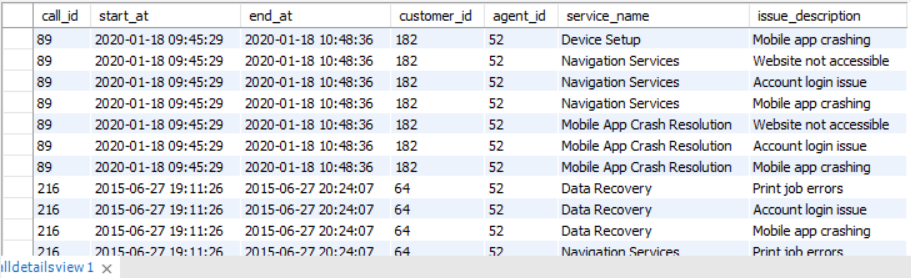 call_id start_at end_at customer_id agent_id service_name issue_description
89 2020-01-18 09:45:29 2020-01-18 10:48:36 182 52 Device Setup Mobile app crashing
89 2020-01-18 09:45:29 2020-01-18 10:48:36 182 52 Navigation Services Website not accessible
89 2020-01-18 09:45:29 2020-01-18 10:48:36 182 52 Navigation Services Account login issue
89 2020-01-18 09:45:29 2020-01-18 10:48:36 182 52 Navigation Services Mobile app crashing
89 2020-01-18 09:45:29 2020-01-18 10:48:36 182 52 Mobile App Crash Resolution Website not accessible
89 2020-01-18 09:45:29 2020-01-18 10:48:36 182 52 Mobile App Crash Resolution Account login issue
89 2020-01-18 09:45:29 2020-01-18 10:48:36 182 52 Mobile App Crash Resolution Mobile app crashing
216 2015-06-27 19:11:26 2015-06-27 20:24:07 64 52 Data Recovery Print job errors
216 2015-06-27 19:11:26 2015-06-27 20:24:07 64 52 Data Recovery Account login issue
216 2015-06-27 19:11:26 2015-06-27 20:24:07 64 52 Data Recovery Mobile app crashing
216 2015-06-27 19:11:26 2015-06-27 20:24:07 64 52 Navigation Services Print job errors
lldetailsview 1